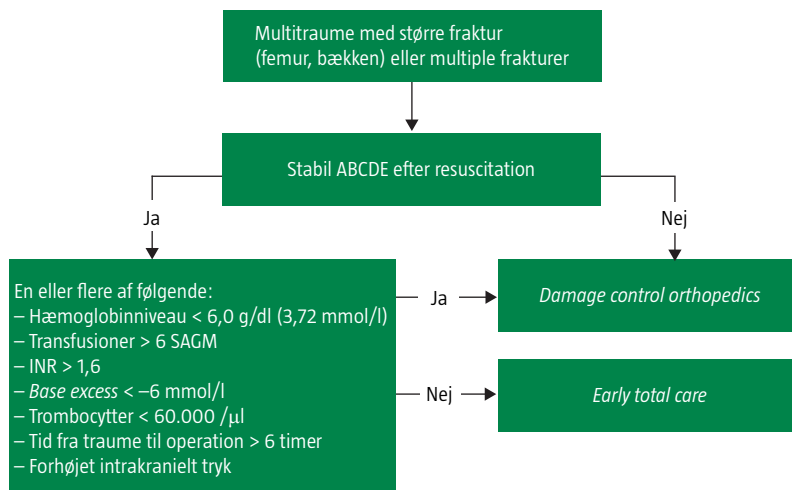 Multitraume med større fraktur
(femur, bækken) eller multiple frakturer
Stabil ABCDE efter resuscitation
Ja
Nej
En eller flere af følgende:
– Hæmoglobinniveau < 6,0 g/dl (3,72 mmol/l)
– Transfusioner > 6 SAGM
– INR > 1,6
– Base excess < –6 mmol/l
– Trombocytter < 60.000 /µl
– Tid fra traume til operation > 6 timer
– Forhøjet intrakranielt tryk
Ja
Damage control orthopedics
Nej
Early total care